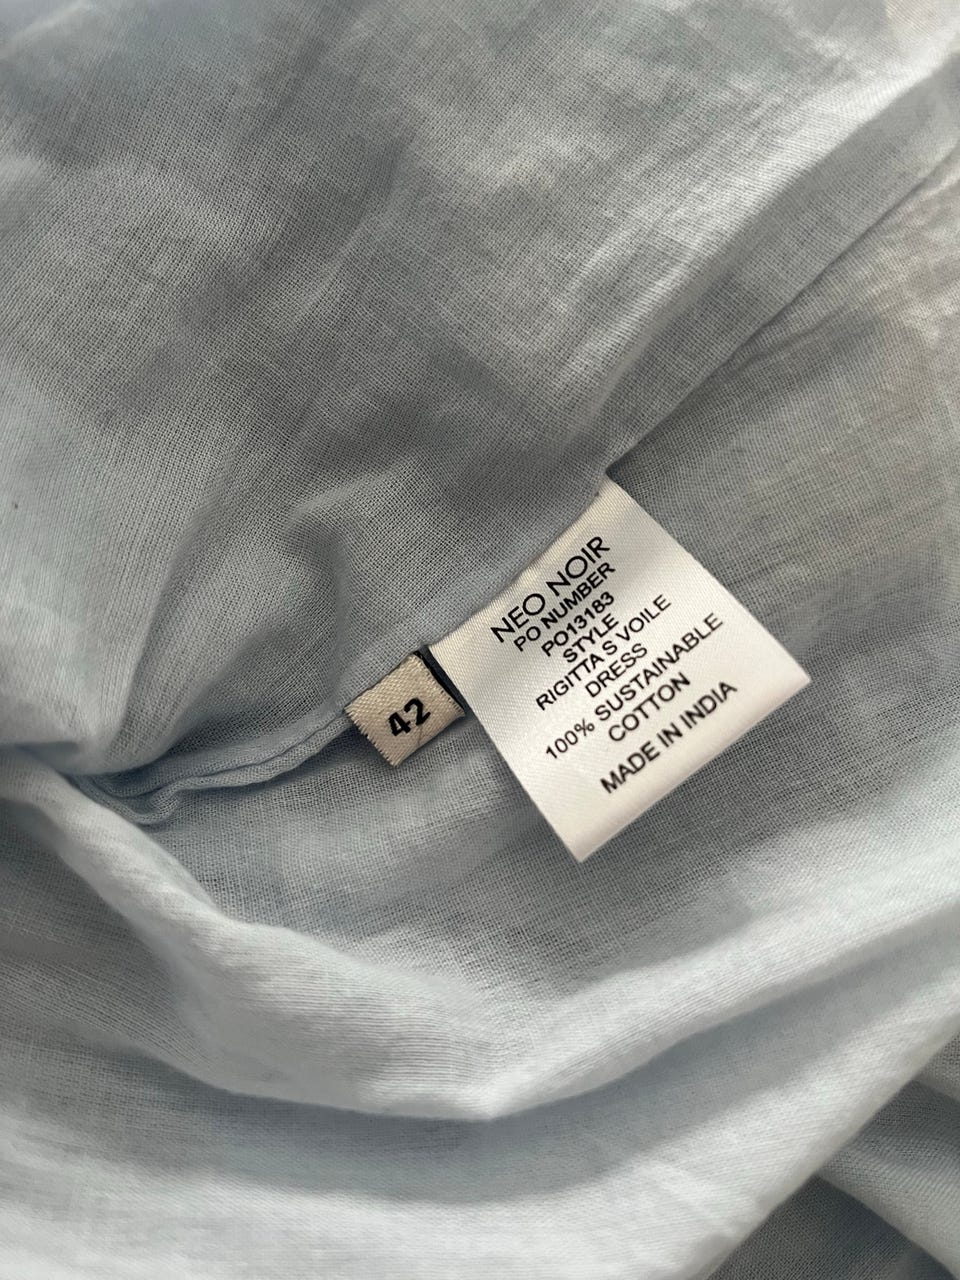 NEO NOIR
PO NUMBER
PO13183
STYLE
RIGITTA S VOILE
DRESS
100% SUSTAINABLE
COTTON
MADE IN INDIA
42